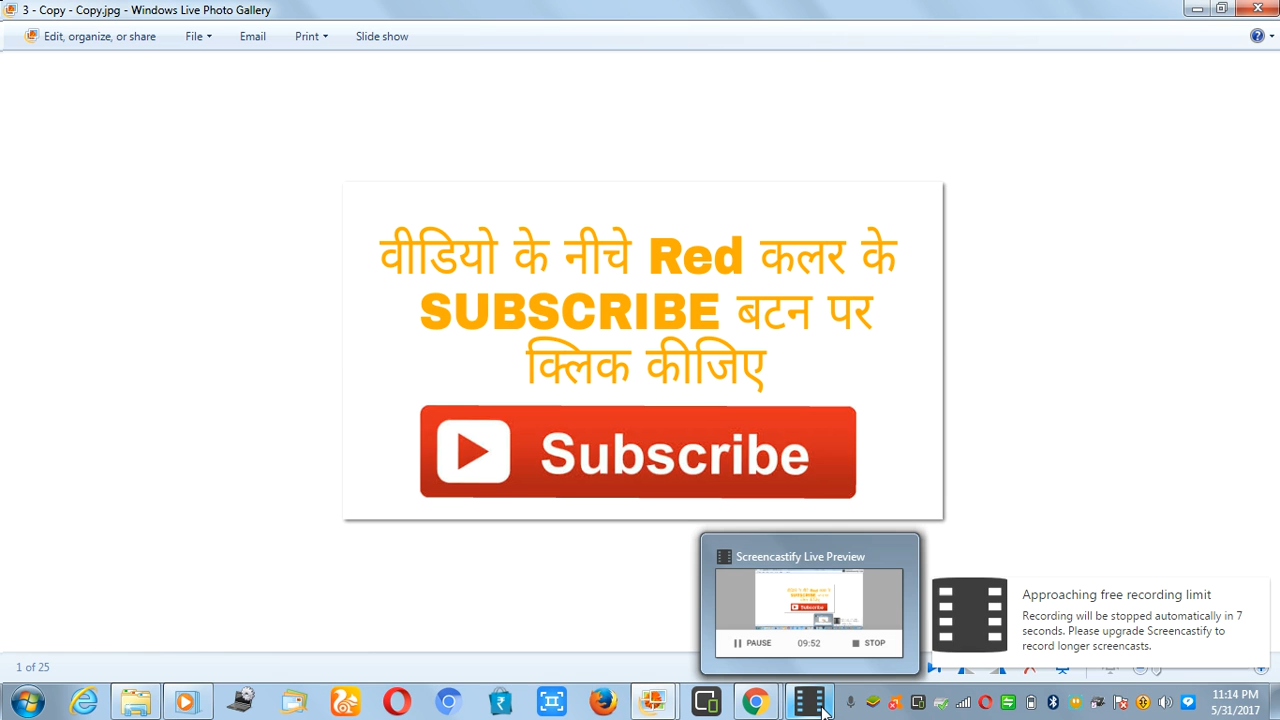 3 - Copy - Copy.jpg - Windows Live Photo Gallery
Edit, organize, or share
File
Email
Print
Slide show
वीडियो के नीचे Red कलर के
SUBSCRIBE बटन पर
क्लिक कीजिए
Subscribe
Screencastify Live Preview
PAUSE
09:52
STOP
Approaching free recording limit
Recording will be stopped automatically in 7
seconds. Please upgrade Screencastify to
record longer screencasts.
1 of 25
11:14 PM
5/31/2017